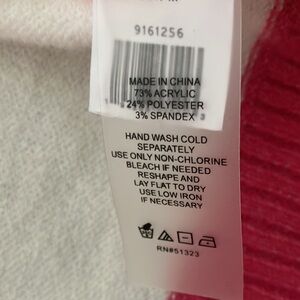 9161256
MADE IN CHINA
73% ACRYLIC
24% POLYESTER
3% SPANDEX
HAND WASH COLD
SEPARATELY
USE ONLY NON-CHLORINE
BLEACH IF NEEDED
RESHAPE AND
LAY FLAT TO DRY
USE LOW IRON
IF NECESSARY
RN#51323